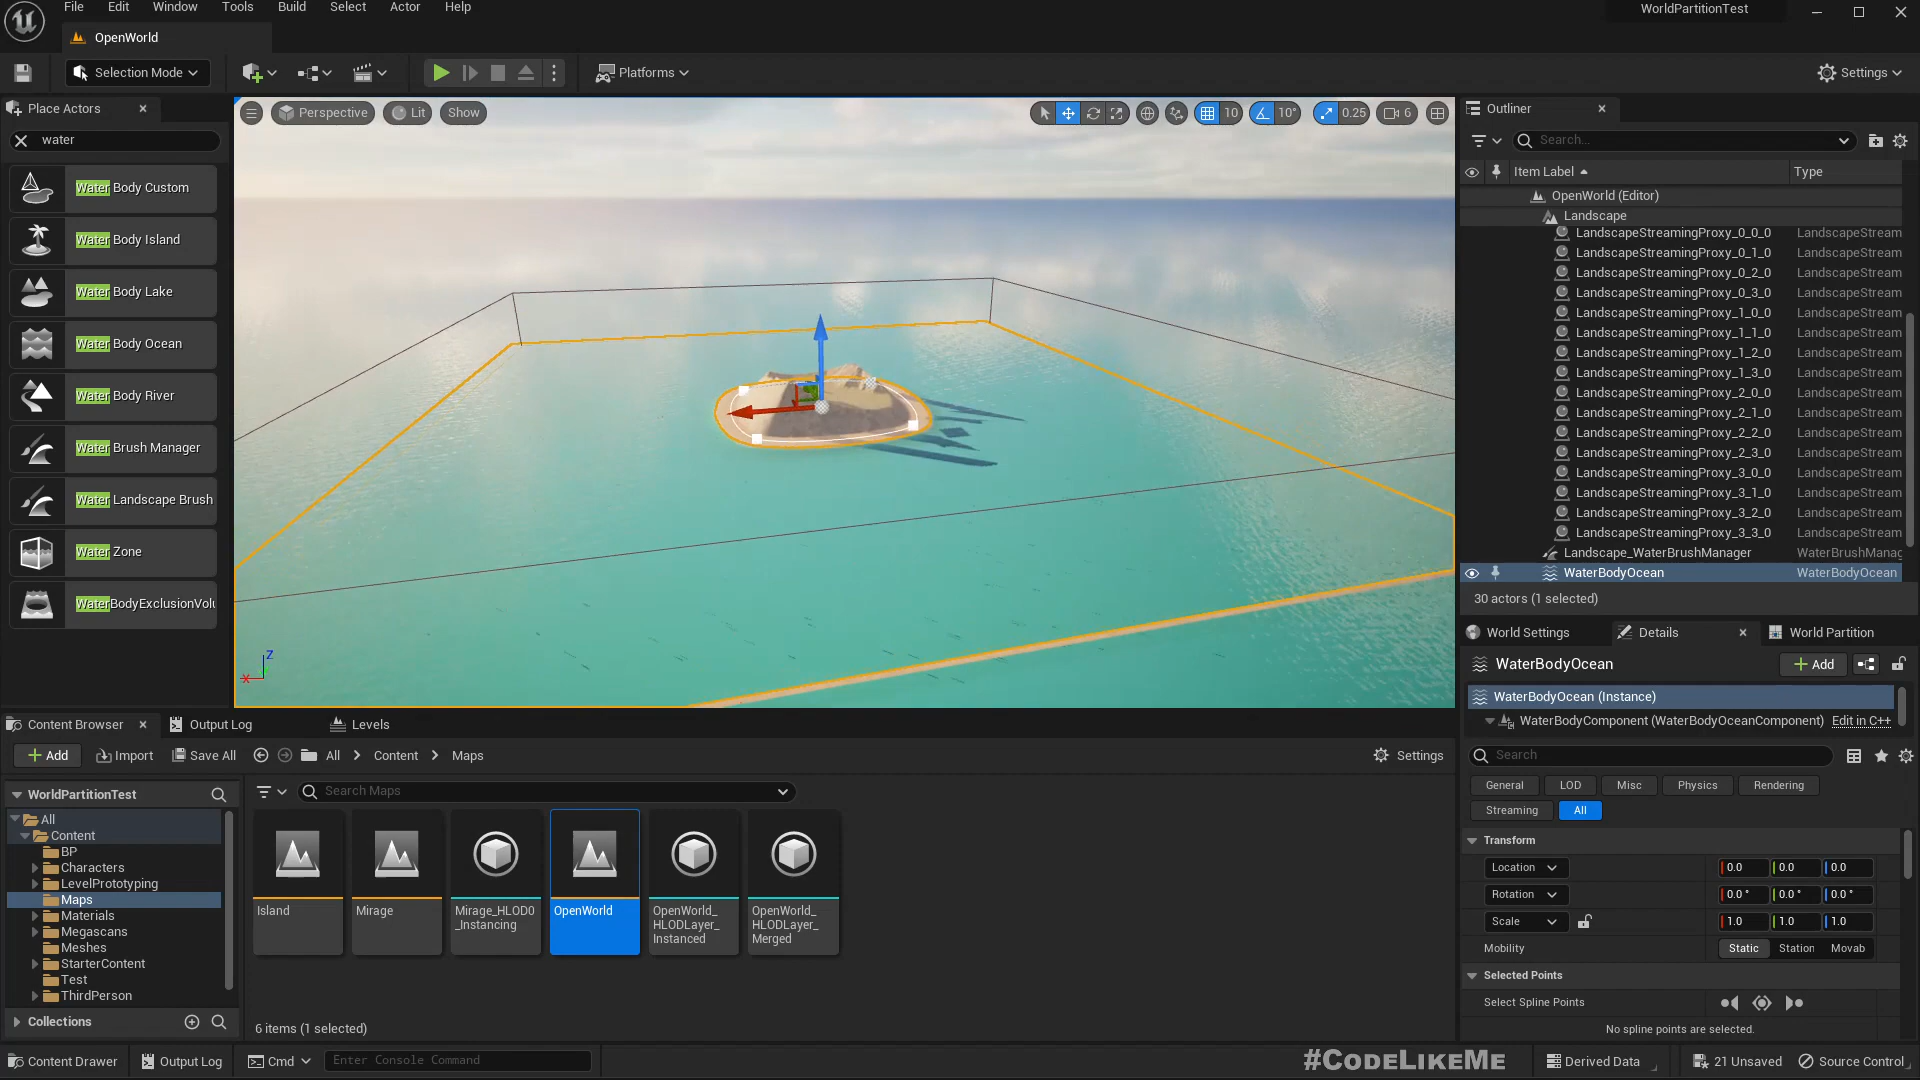 File Edit Window Tools Build Select Actor Help
WorldPartitionTest
OpenWorld
Selection Mode
Platforms
Settings
Place Actors
water
Water Body Custom
Water Body Island
Water Body Lake
Water Body Ocean
Water Body River
Water Brush Manager
Water Landscape Brush
Water Zone
WaterBodyExclusionVolu
Perspective Lit Show
10 10° 0.25 6
Z
X
Outliner
Search...
Item Label Type
OpenWorld (Editor)
Landscape
LandscapeStreamingProxy_0_0_0 LandscapeStream
LandscapeStreamingProxy_0_1_0 LandscapeStream
LandscapeStreamingProxy_0_2_0 LandscapeStream
LandscapeStreamingProxy_0_3_0 LandscapeStream
LandscapeStreamingProxy_1_0_0 LandscapeStream
LandscapeStreamingProxy_1_1_0 LandscapeStream
LandscapeStreamingProxy_1_2_0 LandscapeStream
LandscapeStreamingProxy_1_3_0 LandscapeStream
LandscapeStreamingProxy_2_0_0 LandscapeStream
LandscapeStreamingProxy_2_1_0 LandscapeStream
LandscapeStreamingProxy_2_2_0 LandscapeStream
LandscapeStreamingProxy_2_3_0 LandscapeStream
LandscapeStreamingProxy_3_0_0 LandscapeStream
LandscapeStreamingProxy_3_1_0 LandscapeStream
LandscapeStreamingProxy_3_2_0 LandscapeStream
LandscapeStreamingProxy_3_3_0 LandscapeStream
Landscape_WaterBrushManager WaterBrushManag
WaterBodyOcean WaterBodyOcean
30 actors (1 selected)
World Settings Details World Partition
WaterBodyOcean Add
WaterBodyOcean (Instance)
WaterBodyComponent (WaterBodyOceanComponent) Edit in C++
Search
General LOD Misc Physics Rendering
Streaming All
Transform
Location 0.0 0.0 0.0
Rotation 0.0 ° 0.0 ° 0.0 °
Scale 1.0 1.0 1.0
Mobility Static Station Movab
Selected Points
Select Spline Points
No spline points are selected.
Content Browser Output Log Levels
Add Import Save All All Content Maps Settings
WorldPartitionTest
All
Content
BP
Characters
LevelPrototyping
Maps
Materials
Megascans
Meshes
StarterContent
Test
ThirdPerson
Collections
Search Maps
Island
Mirage
Mirage_HLOD0
_Instancing
OpenWorld
OpenWorld_
HLODLayer_
Instanced
OpenWorld_
HLODLayer_
Merged
6 items (1 selected)
Content Drawer Output Log Cmd Enter Console Command
#CodeLikeMe
Derived Data 21 Unsaved Source Control